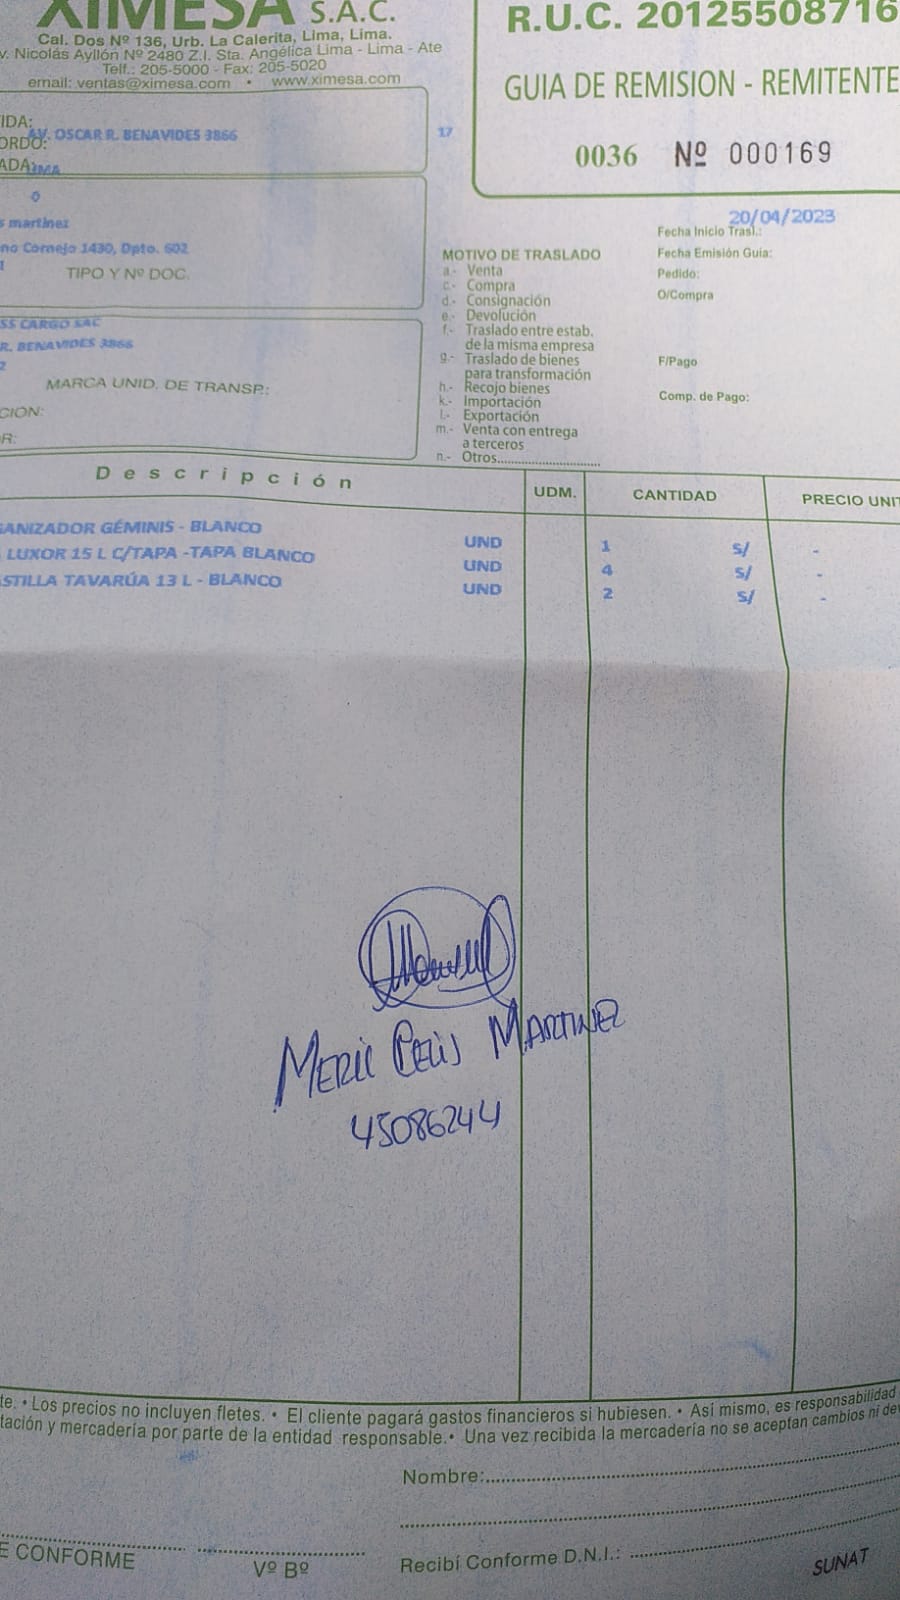 XIMESA S.A.C.
Cal. Dos Nº 136, Urb. La Calerita, Lima, Lima.
v. Nicolás Ayllón Nº 2480 Z.I. Sta. Angélica Lima - Lima - Ate
Telf.: 205-5000 - Fax: 205-5020
email: ventas@ximesa.com • www.ximesa.com
R.U.C. 20125508716
GUIA DE REMISION - REMITENTE
0036 Nº 000169
IDA:
AV. OSCAR R. BENAVIDES 3866
ORDO:
17
ADA:
LIMA
0
s martinez
no Cornejo 1430, Dpto. 602
1
TIPO Y Nº DOC.
SS CARGO SAC
R. BENAVIDES 3866
2
MARCA UNID. DE TRANSP.:
CION:
R:
20/04/2023
Fecha Inicio Trasl.:
Fecha Emisión Guía:
Pedido:
O/Compra
F/Pago
Comp. de Pago:
MOTIVO DE TRASLADO
a.- Venta
c.- Compra
d.- Consignación
e.- Devolución
f.- Traslado entre estab.
de la misma empresa
g.- Traslado de bienes
para transformación
h.- Recojo bienes
k.- Importación
l.- Exportación
m.- Venta con entrega
a terceros
n.- Otros..............................
Descripción UDM. CANTIDAD PRECIO UNIT
GANIZADOR GÉMINIS - BLANCO UND 1 S/ -
LUXOR 15 L C/TAPA -TAPA BLANCO UND 4 S/ -
STILLA TAVARÚA 13 L - BLANCO UND 2 S/ -
MERII CELIS MARTINEZ
45086244
te. • Los precios no incluyen fletes. • El cliente pagará gastos financieros si hubiesen. • Así mismo, es responsabilidad
tación y mercadería por parte de la entidad responsable. • Una vez recibida la mercadería no se aceptan cambios ni de
Nombre:
E CONFORME
Vº Bº
Recibí Conforme D.N.I.:
SUNAT